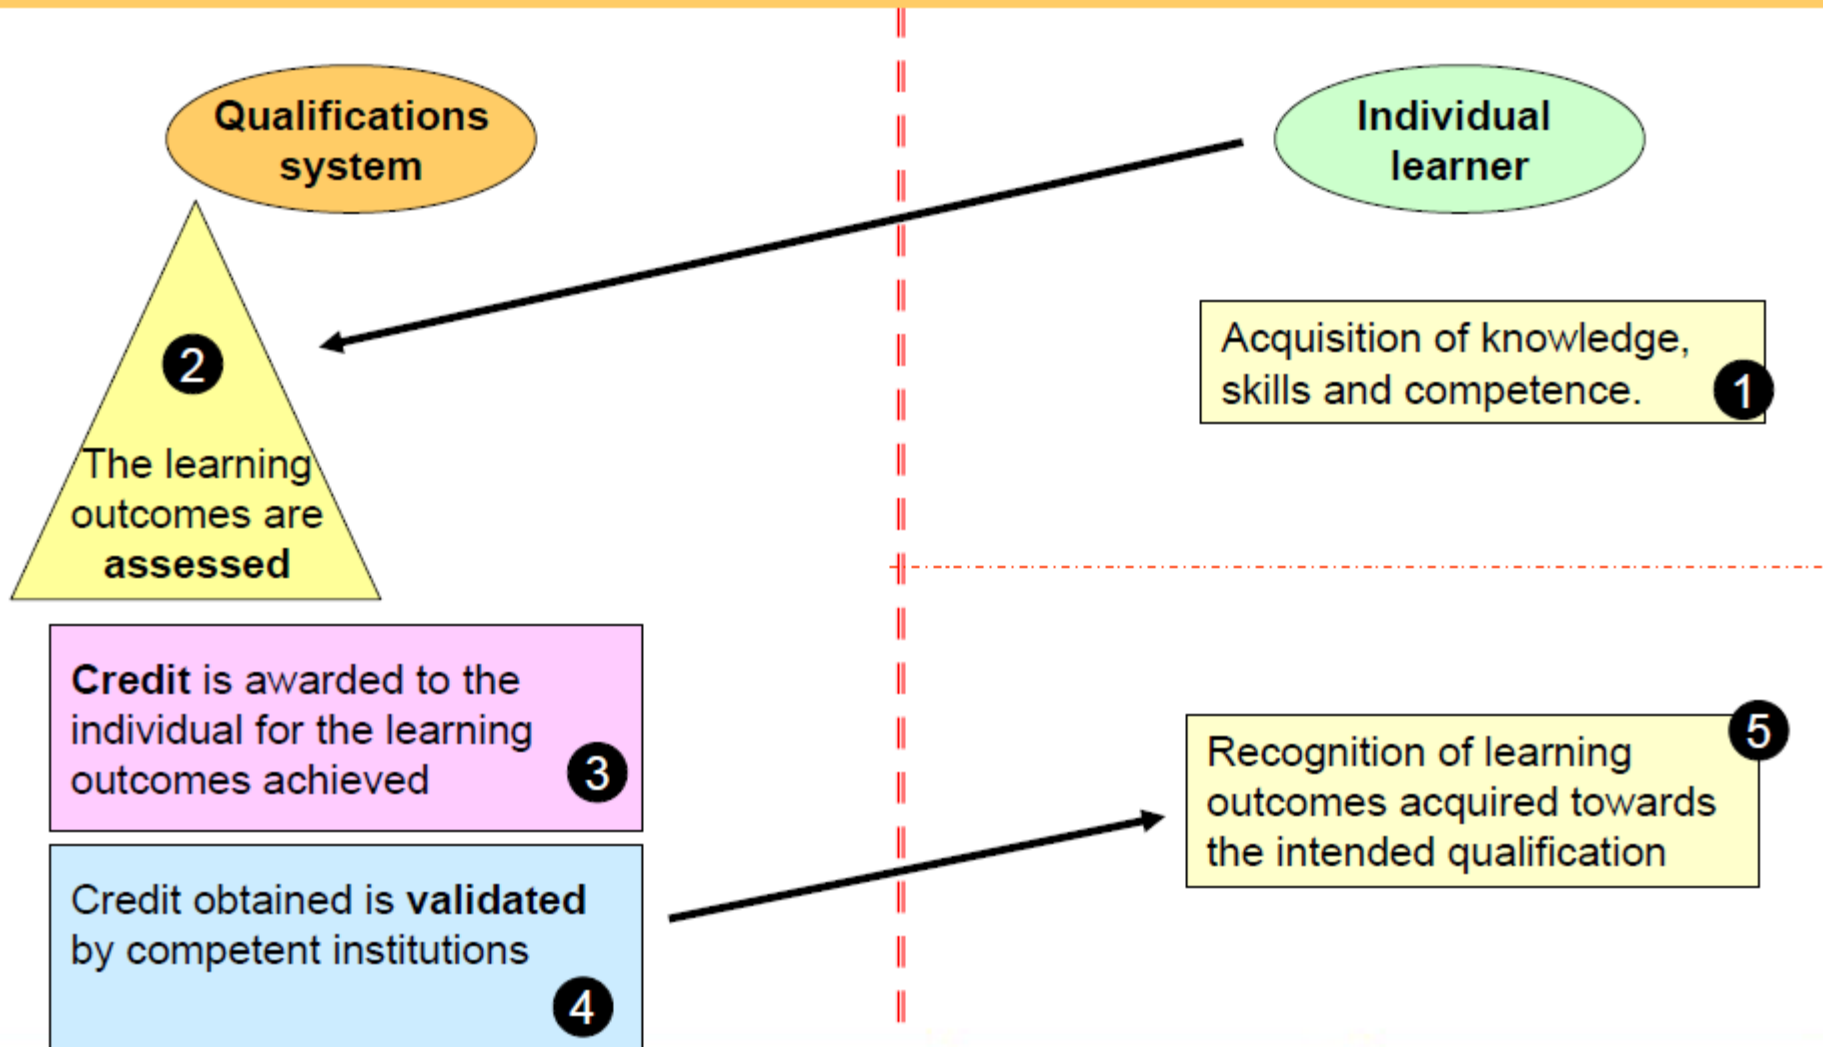 Qualifications
system
Individual
learner
Acquisition of knowledge,
skills and competence.
1
2
The learning
outcomes are
assessed
Credit is awarded to the
individual for the learning
outcomes achieved
3
Credit obtained is validated
by competent institutions
4
5
Recognition of learning
outcomes acquired towards
the intended qualification